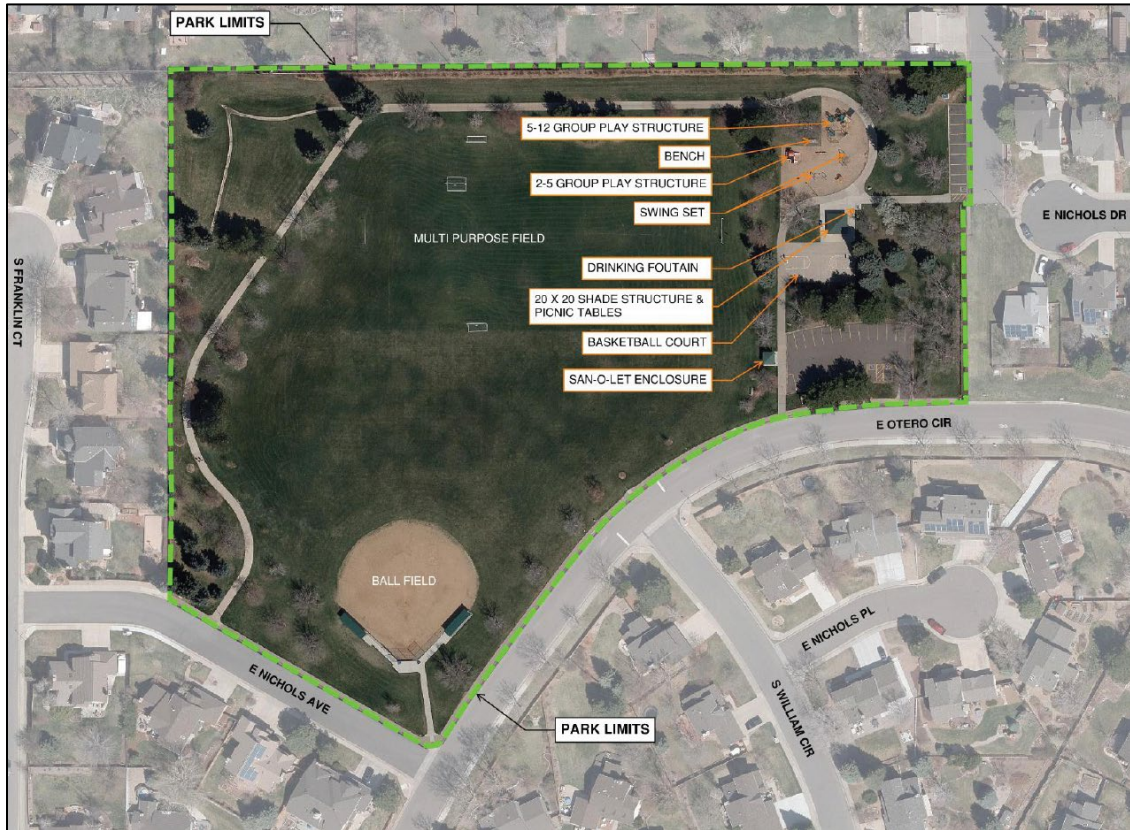 PARK LIMITS
5-12 GROUP PLAY STRUCTURE
BENCH
2-5 GROUP PLAY STRUCTURE
SWING SET
E NICHOLS DR
MULTI PURPOSE FIELD
S FRANKLIN CT
DRINKING FOUTAIN
20 X 20 SHADE STRUCTURE &
PICNIC TABLES
BASKETBALL COURT
SAN-O-LET ENCLOSURE
E OTERO CIR
BALL FIELD
E NICHOLS PL
E NICHOLS AVE
S WILLIAM CIR
PARK LIMITS